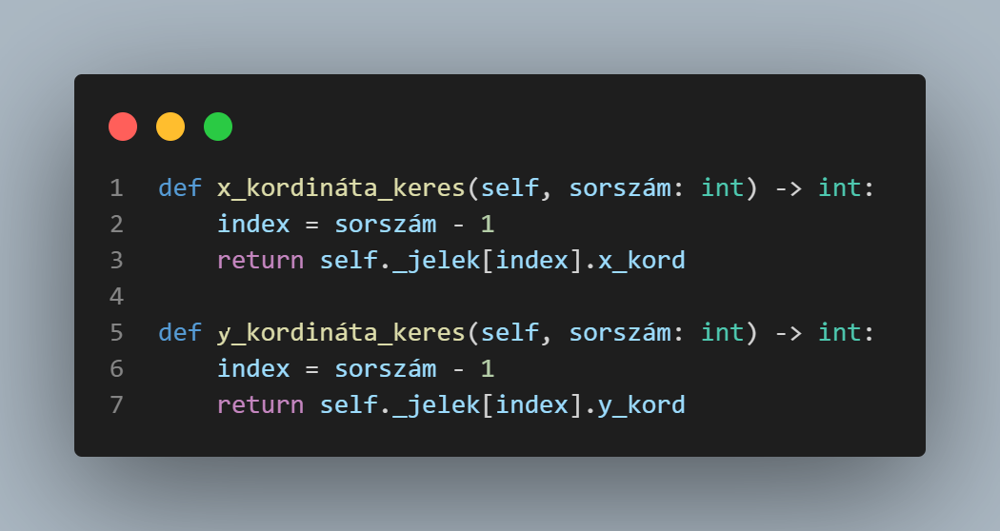 1 def x_kordináta_keres(self, sorszám: int) -> int:
2 index = sorszám - 1
3 return self._jelek[index].x_kord
4
5 def y_kordináta_keres(self, sorszám: int) -> int:
6 index = sorszám - 1
7 return self._jelek[index].y_kord